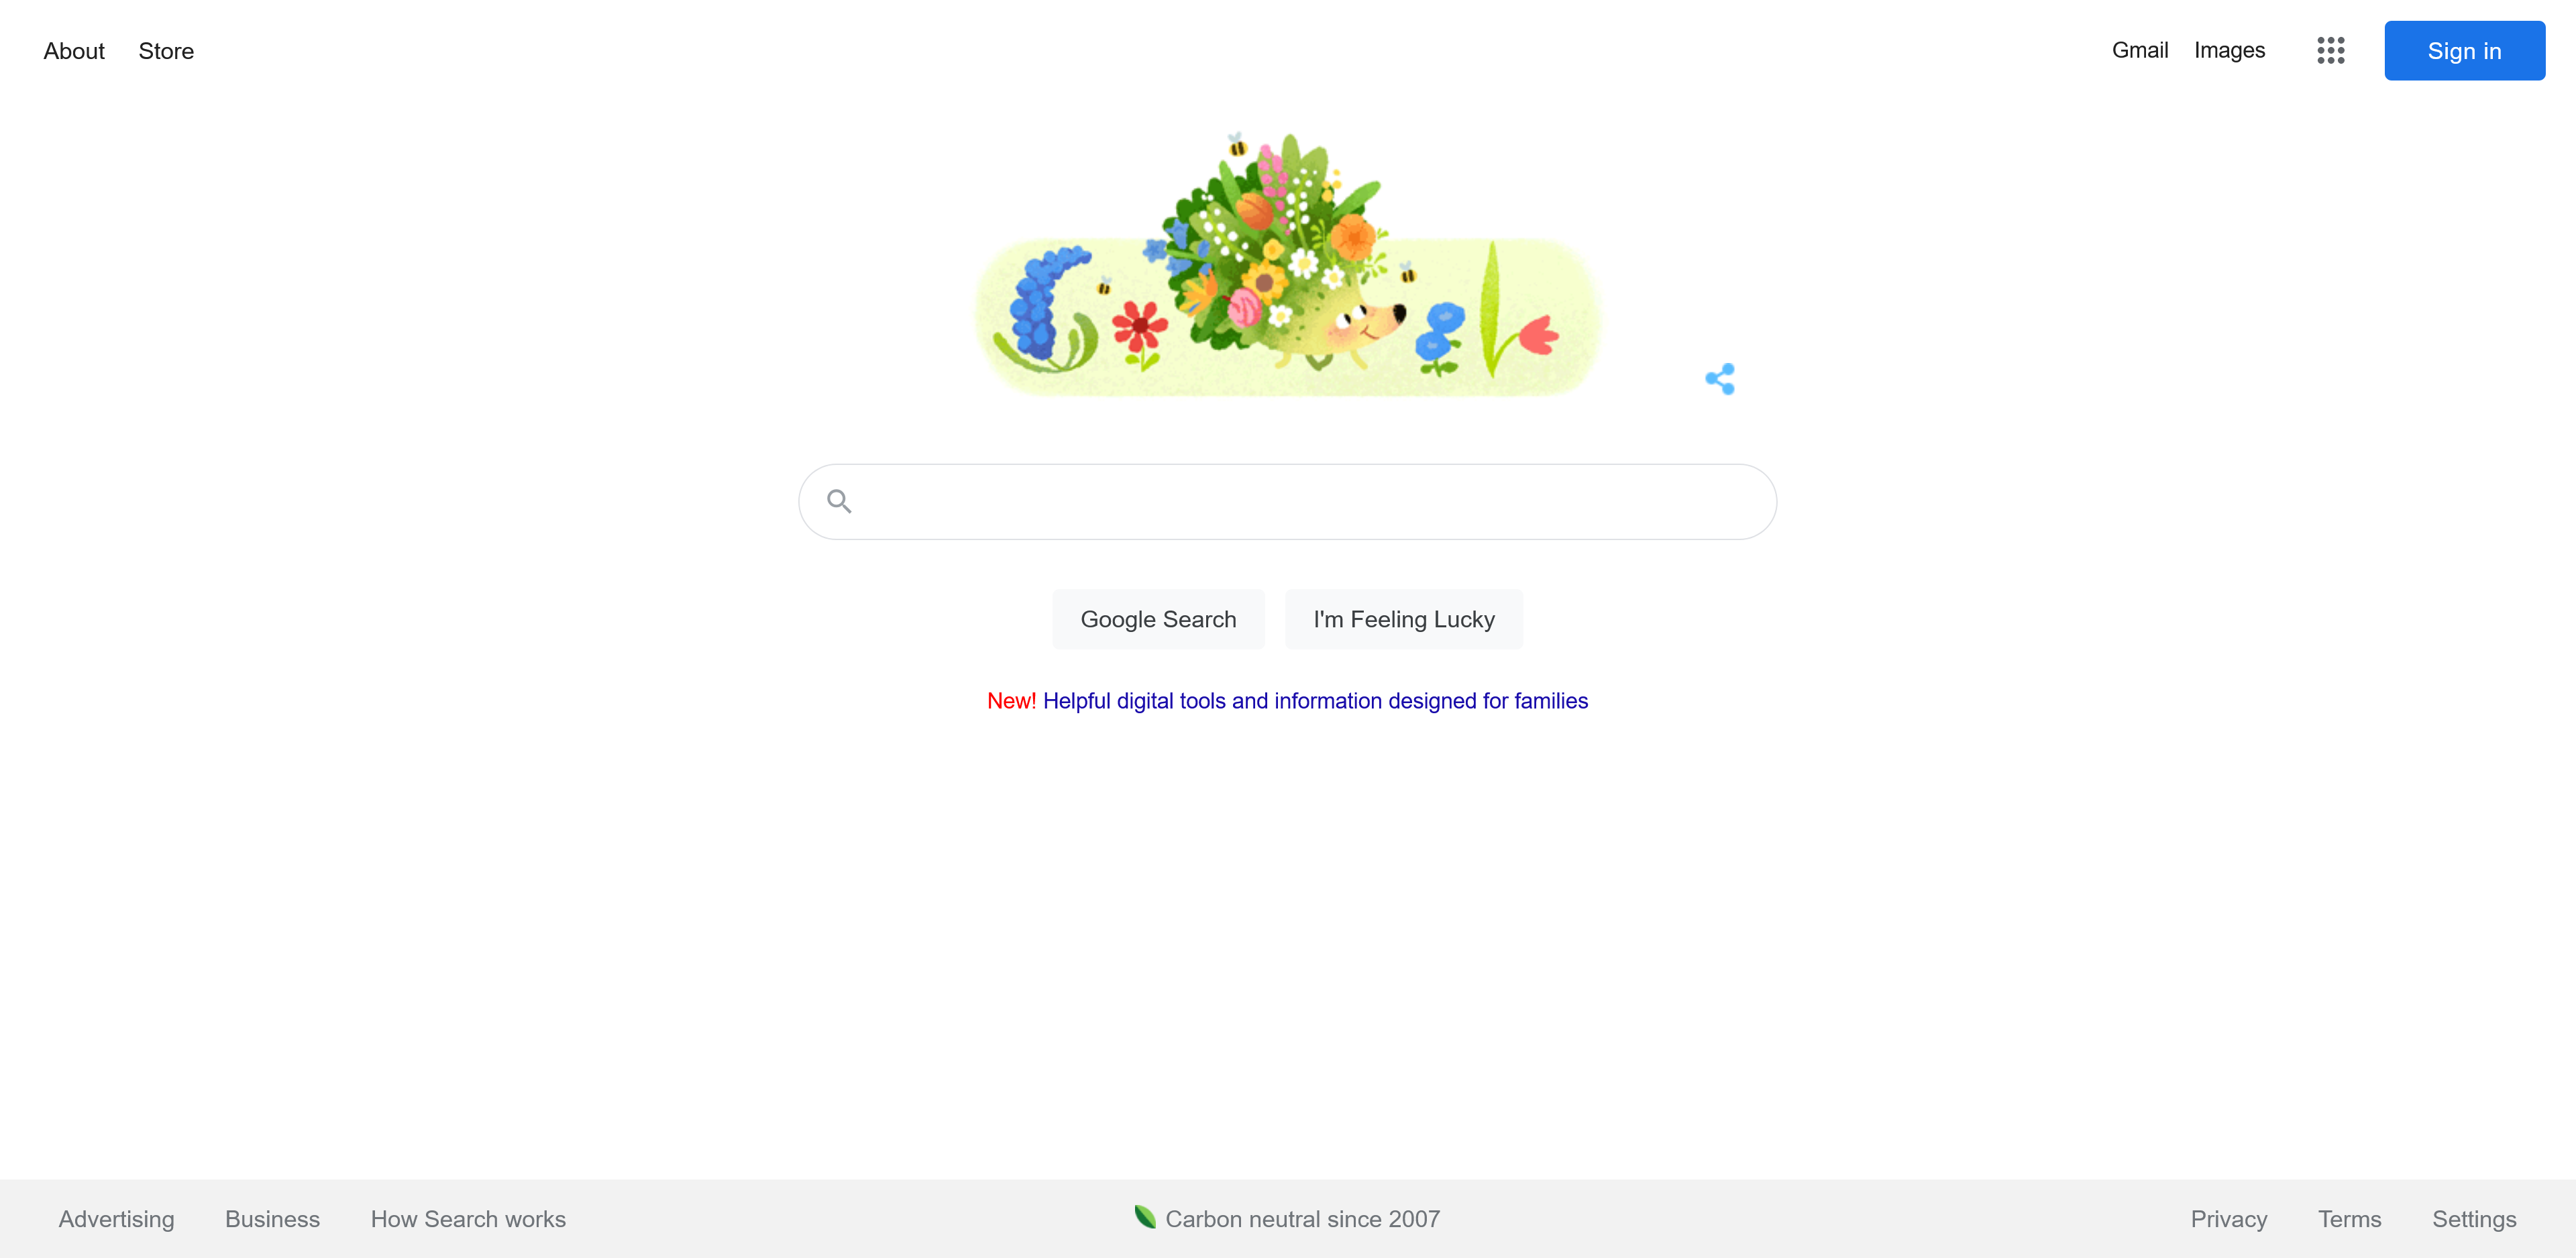 About Store Gmail Images Sign in
Google Search I'm Feeling Lucky
New! Helpful digital tools and information designed for families
Advertising Business How Search works Carbon neutral since 2007 Privacy Terms Settings